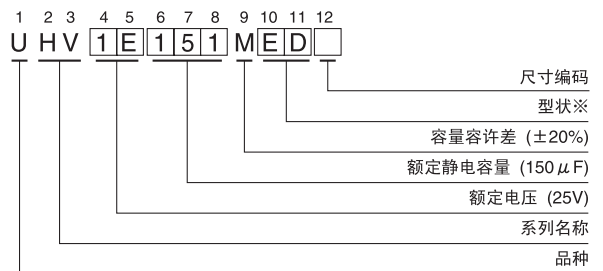 1 2 3 4 5 6 7 8 9 10 11 12
U H V 1 E 1 5 1 M E D
尺寸编码
型状※
容量容许差 (±20%)
额定静电容量 (150μF)
额定电压 (25V)
系列名称
品种